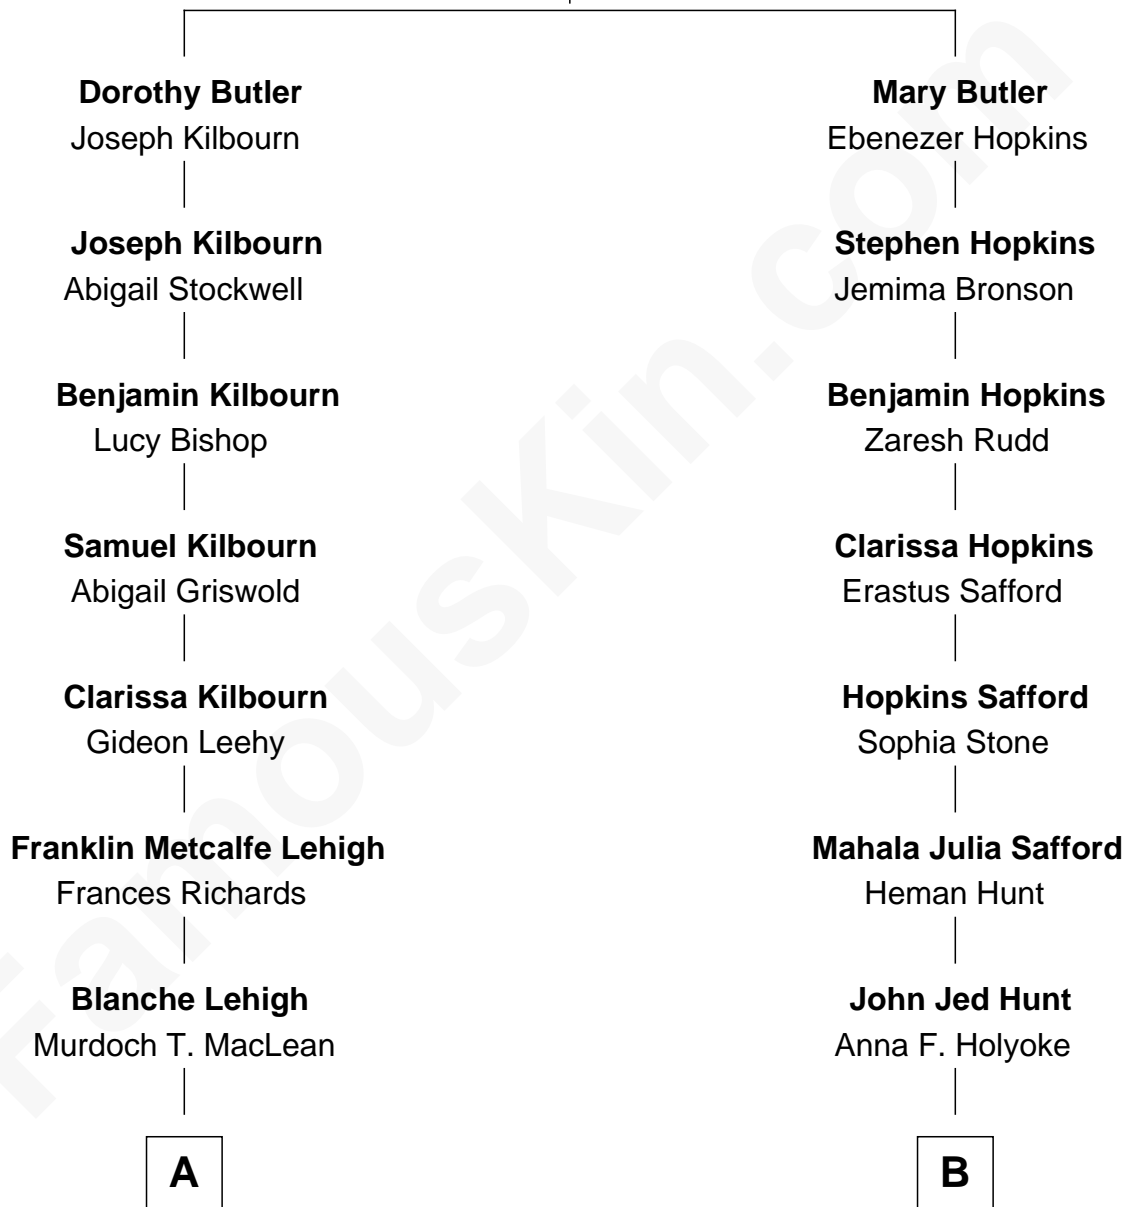 Dorothy Butler
Joseph Kilbourn
Joseph Kilbourn
Abigail Stockwell
Benjamin Kilbourn
Lucy Bishop
Samuel Kilbourn
Abigail Griswold
Clarissa Kilbourn
Gideon Leehy
Franklin Metcalfe Lehigh
Frances Richards
Blanche Lehigh
Murdoch T. MacLean
A
Mary Butler
Ebenezer Hopkins
Stephen Hopkins
Jemima Bronson
Benjamin Hopkins
Zaresh Rudd
Clarissa Hopkins
Erastus Safford
Hopkins Safford
Sophia Stone
Mahala Julia Safford
Heman Hunt
John Jed Hunt
Anna F. Holyoke
B
FamousKin.com